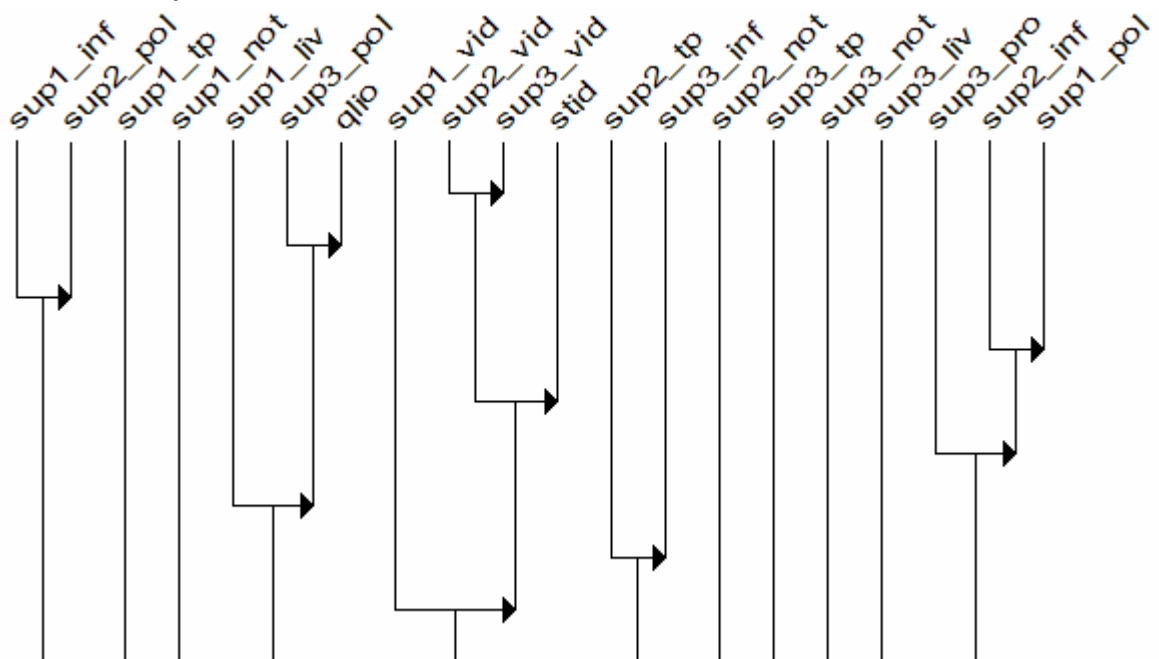 sup1_inf
sup2_pol
sup1_tp
sup1_not
sup1_liv
sup3_pol
qlio
sup1_vid
sup2_vid
sup3_vid
stid
sup2_tp
sup3_inf
sup2_not
sup3_tp
sup3_not
sup3_liv
sup3_pro
sup2_inf
sup1_pol